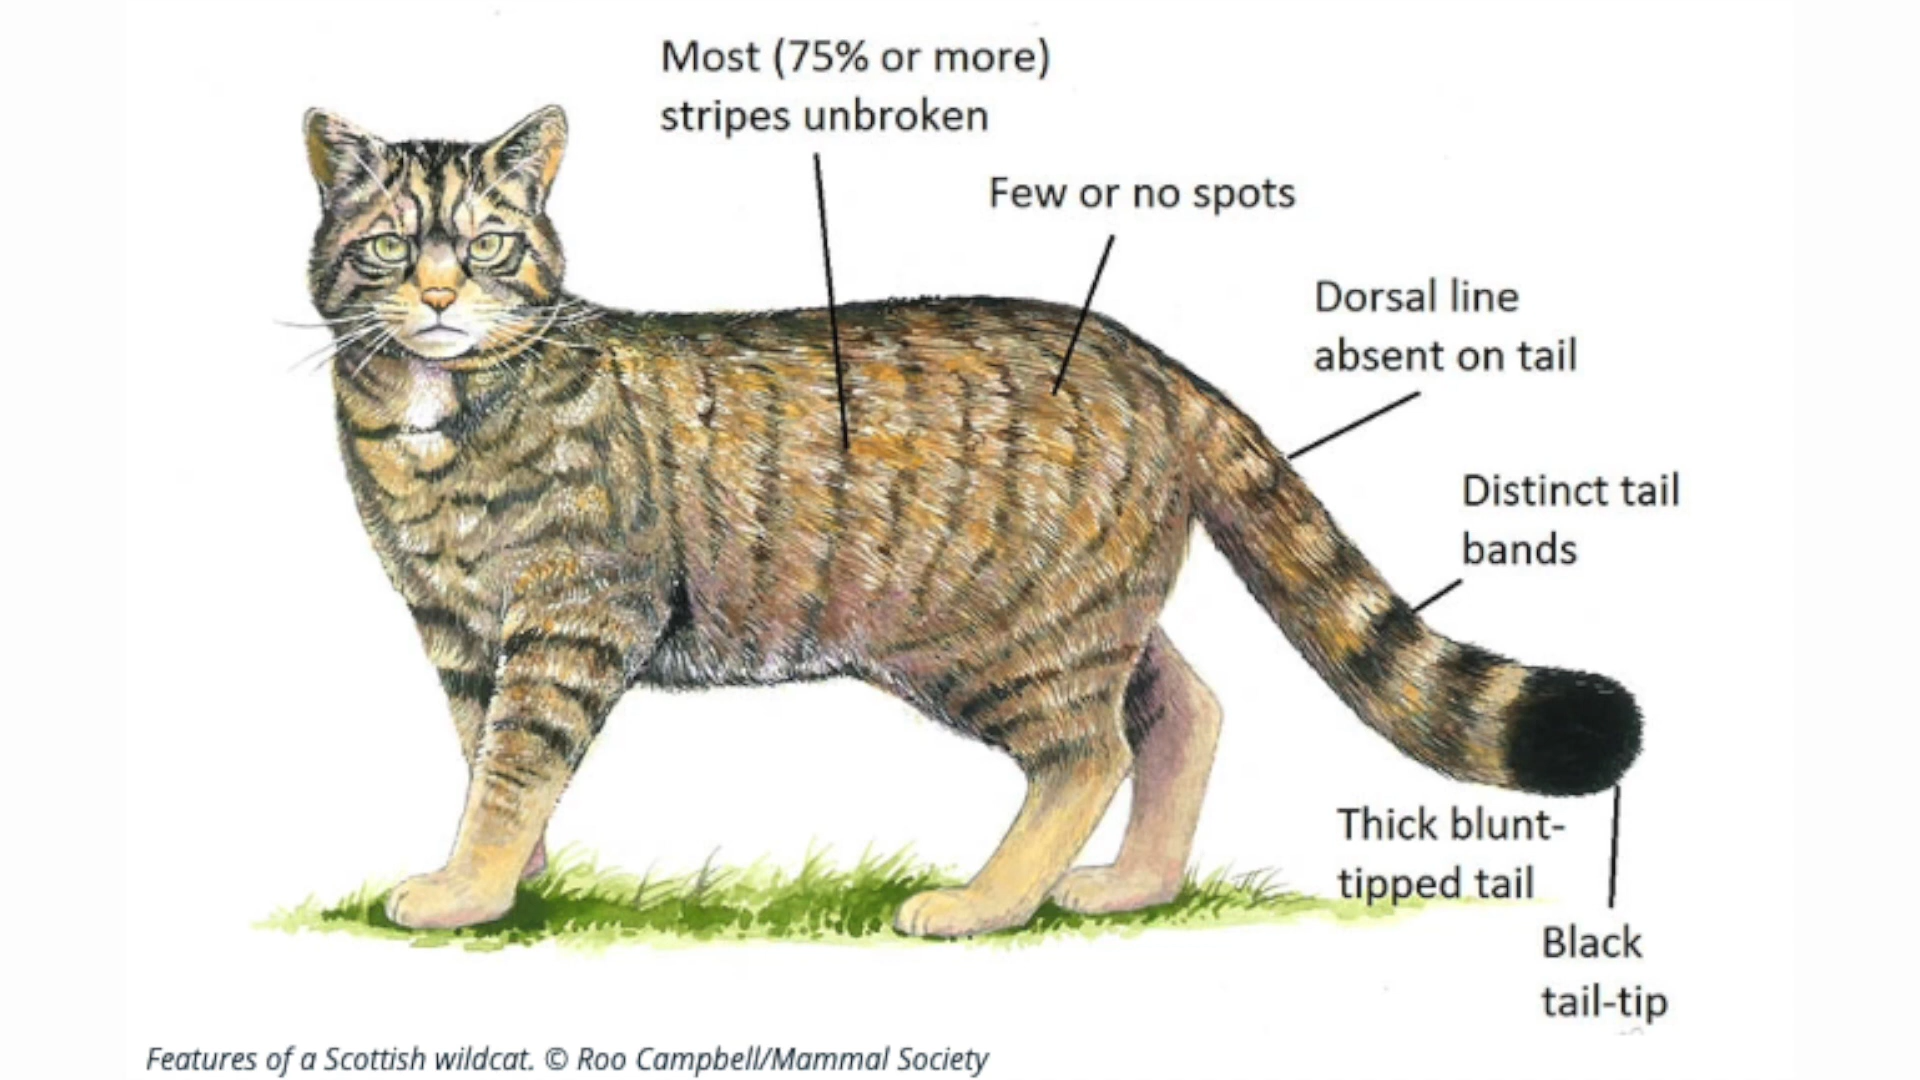 Most (75% or more)
stripes unbroken
Few or no spots
Dorsal line
absent on tail
Distinct tail
bands
Thick blunt-
tipped tail
Black
tail-tip
Features of a Scottish wildcat. © Roo Campbell/Mammal Society